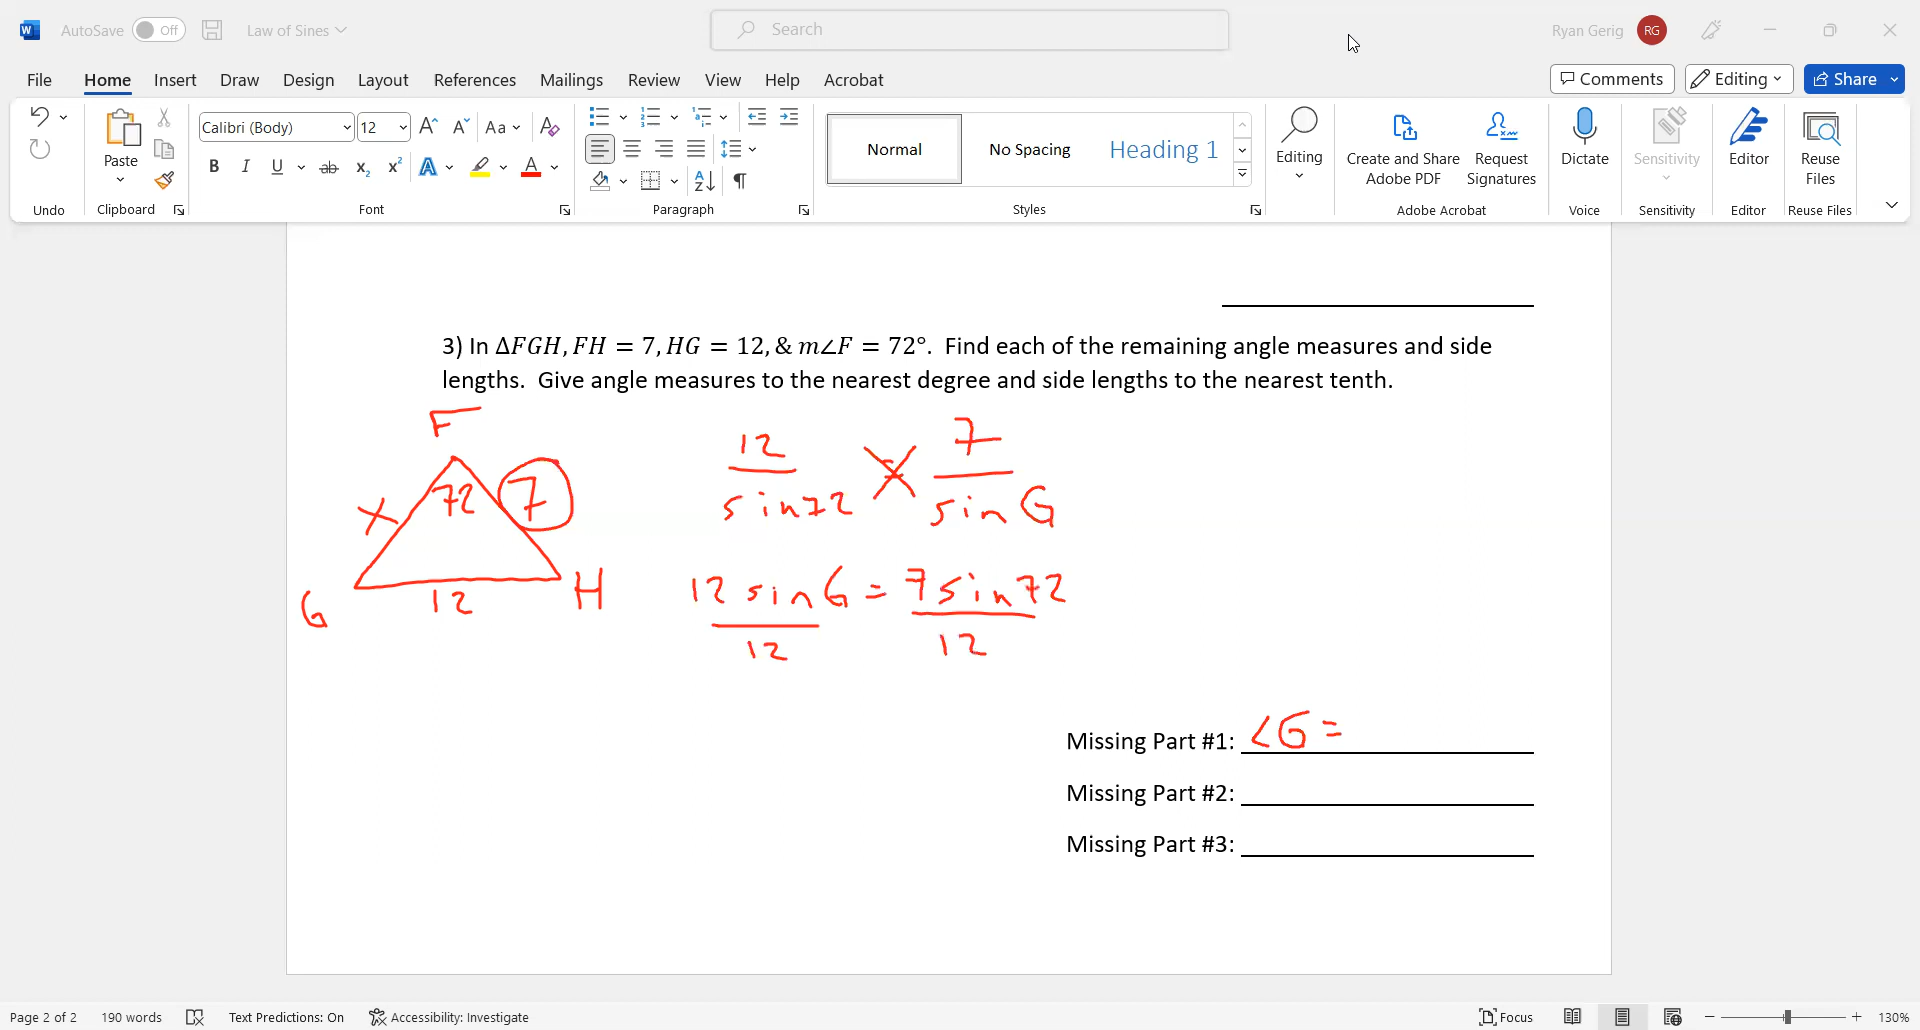 AutoSave Off Law of Sines Search Ryan Gerig RG
File Home Insert Draw Design Layout References Mailings Review View Help Acrobat Comments Editing Share
Calibri (Body) 12 A A Aa A
Paste
B I U ab x₂ x² A A
Normal No Spacing Heading 1
Editing
Create and Share Adobe PDF
Request Signatures
Dictate
Sensitivity
Editor
Reuse Files
Undo Clipboard Font Paragraph Styles Adobe Acrobat Voice Sensitivity Editor Reuse Files
3) In ΔFGH, FH = 7, HG = 12, & m∠F = 72°. Find each of the remaining angle measures and side
lengths. Give angle measures to the nearest degree and side lengths to the nearest tenth.
F
72 7
X
G 12 H
12 = 7
sin72 sin G
12 sinG = 7sin72
12 12
Missing Part #1: ∠G =
Missing Part #2:
Missing Part #3:
Page 2 of 2 190 words Text Predictions: On Accessibility: Investigate Focus 130%